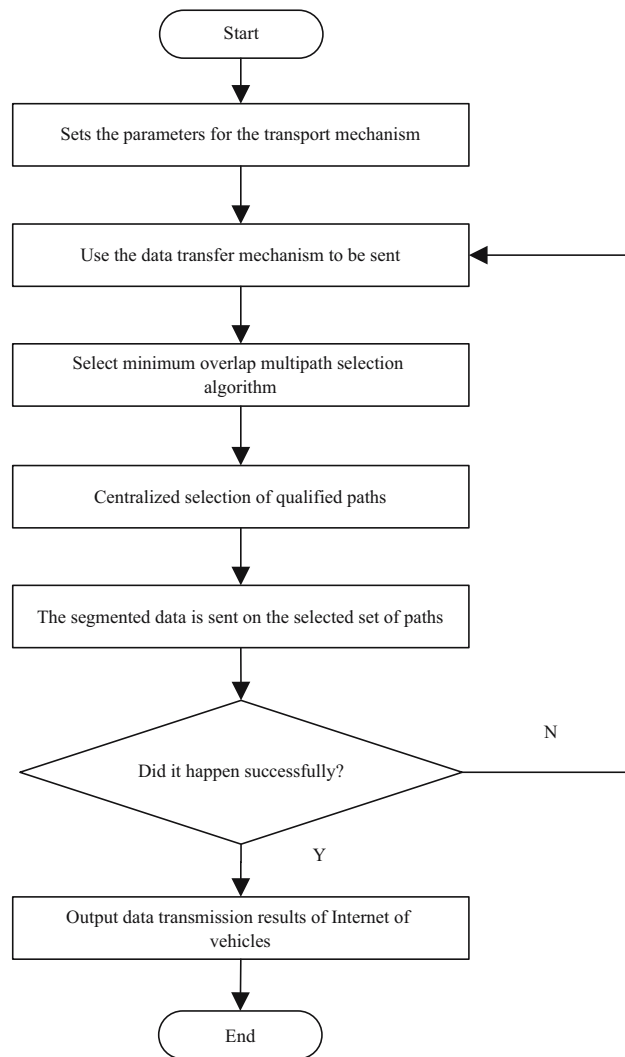 Start
Sets the parameters for the transport mechanism
Use the data transfer mechanism to be sent
Select minimum overlap multipath selection
algorithm
Centralized selection of qualified paths
The segmented data is sent on the selected set of paths
Did it happen successfully?
N
Y
Output data transmission results of Internet of
vehicles
End